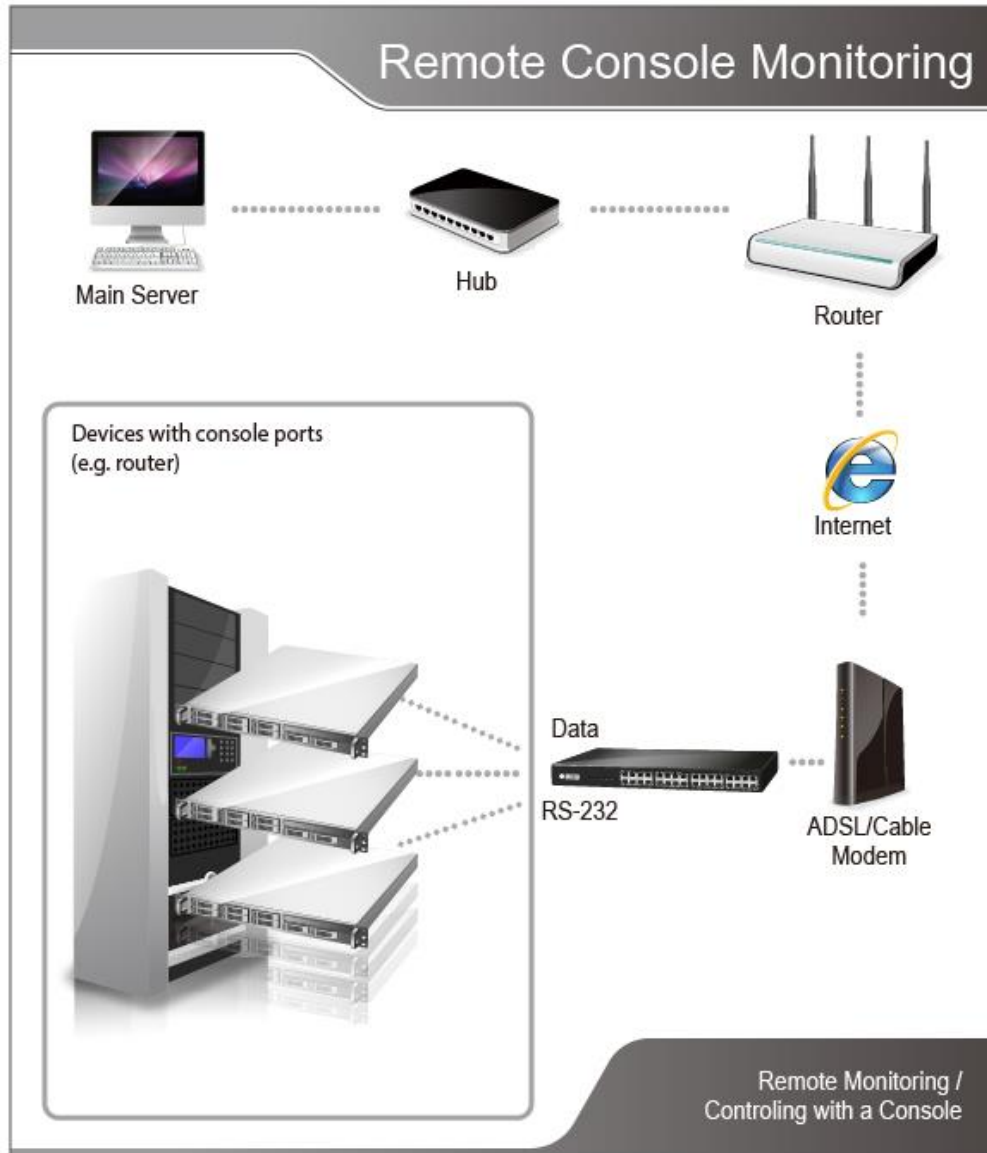 Remote Console Monitoring
Main Server
Hub
Router
Devices with console ports
(e.g. router)
Internet
Data
RS-232
ADSL/Cable
Modem
Remote Monitoring /
Controling with a Console